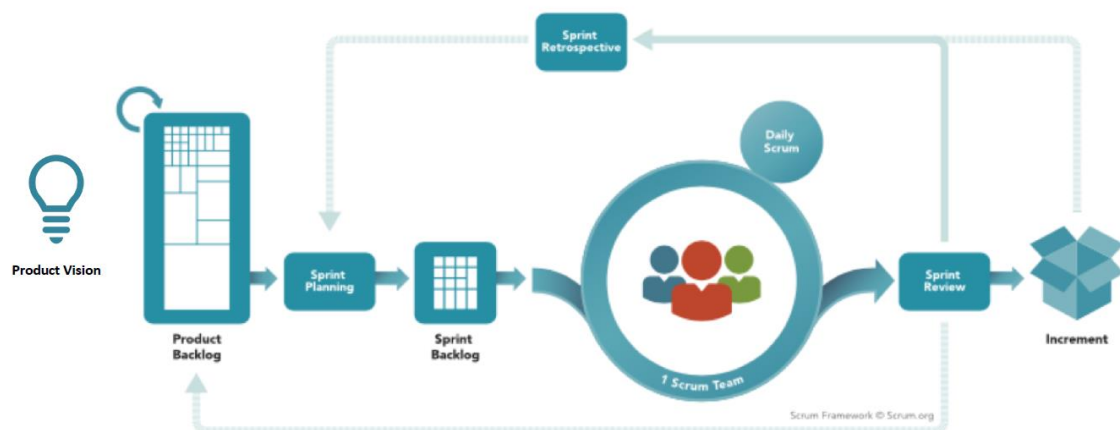 Sprint
Retrospective
Daily
Scrum
Product Vision
Sprint
Planning
Sprint
Review
Product
Backlog
Sprint
Backlog
Increment
1 Scrum Team
Scrum Framework © Scrum.org